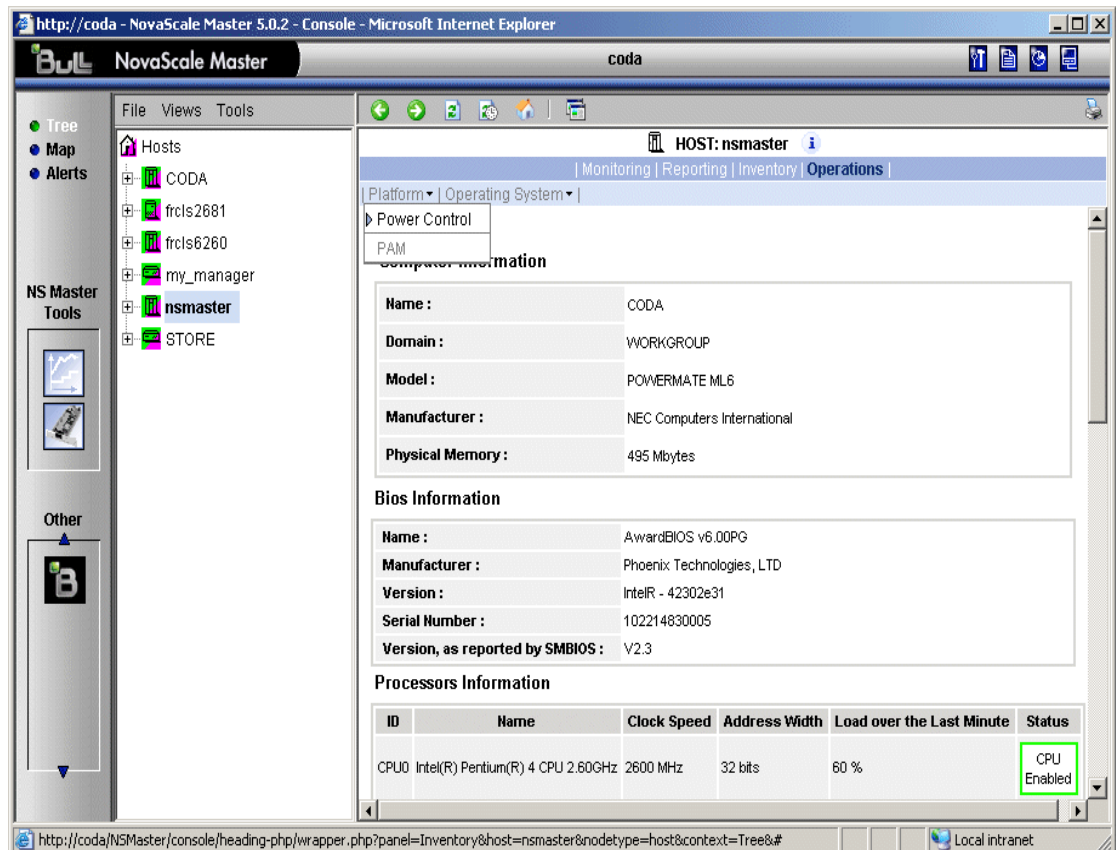 http://coda - NovaScale Master 5.0.2 - Console - Microsoft Internet Explorer
Bull NovaScale Master
coda
Tree
Map
Alerts
NS Master
Tools
Other
B
File Views Tools
Hosts
CODA
frcls2681
frcls6260
my_manager
nsmaster
STORE
HOST: nsmaster i
| Monitoring | Reporting | Inventory | Operations |
| Platform | Operating System |
Power Control
PAM
Computer Information
Name : CODA
Domain : WORKGROUP
Model : POWERMATE ML6
Manufacturer : NEC Computers International
Physical Memory : 495 Mbytes
Bios Information
Name : AwardBIOS v6.00PG
Manufacturer : Phoenix Technologies, LTD
Version : IntelR - 42302e31
Serial Number : 102214830005
Version, as reported by SMBIOS : V2.3
Processors Information
ID Name Clock Speed Address Width Load over the Last Minute Status
CPU0 Intel(R) Pentium(R) 4 CPU 2.60GHz 2600 MHz 32 bits 60 % CPU
Enabled
http://coda/NSMaster/console/heading-php/wrapper.php?panel=Inventory&host=nsmaster&nodetype=host&context=Tree&#
Local intranet